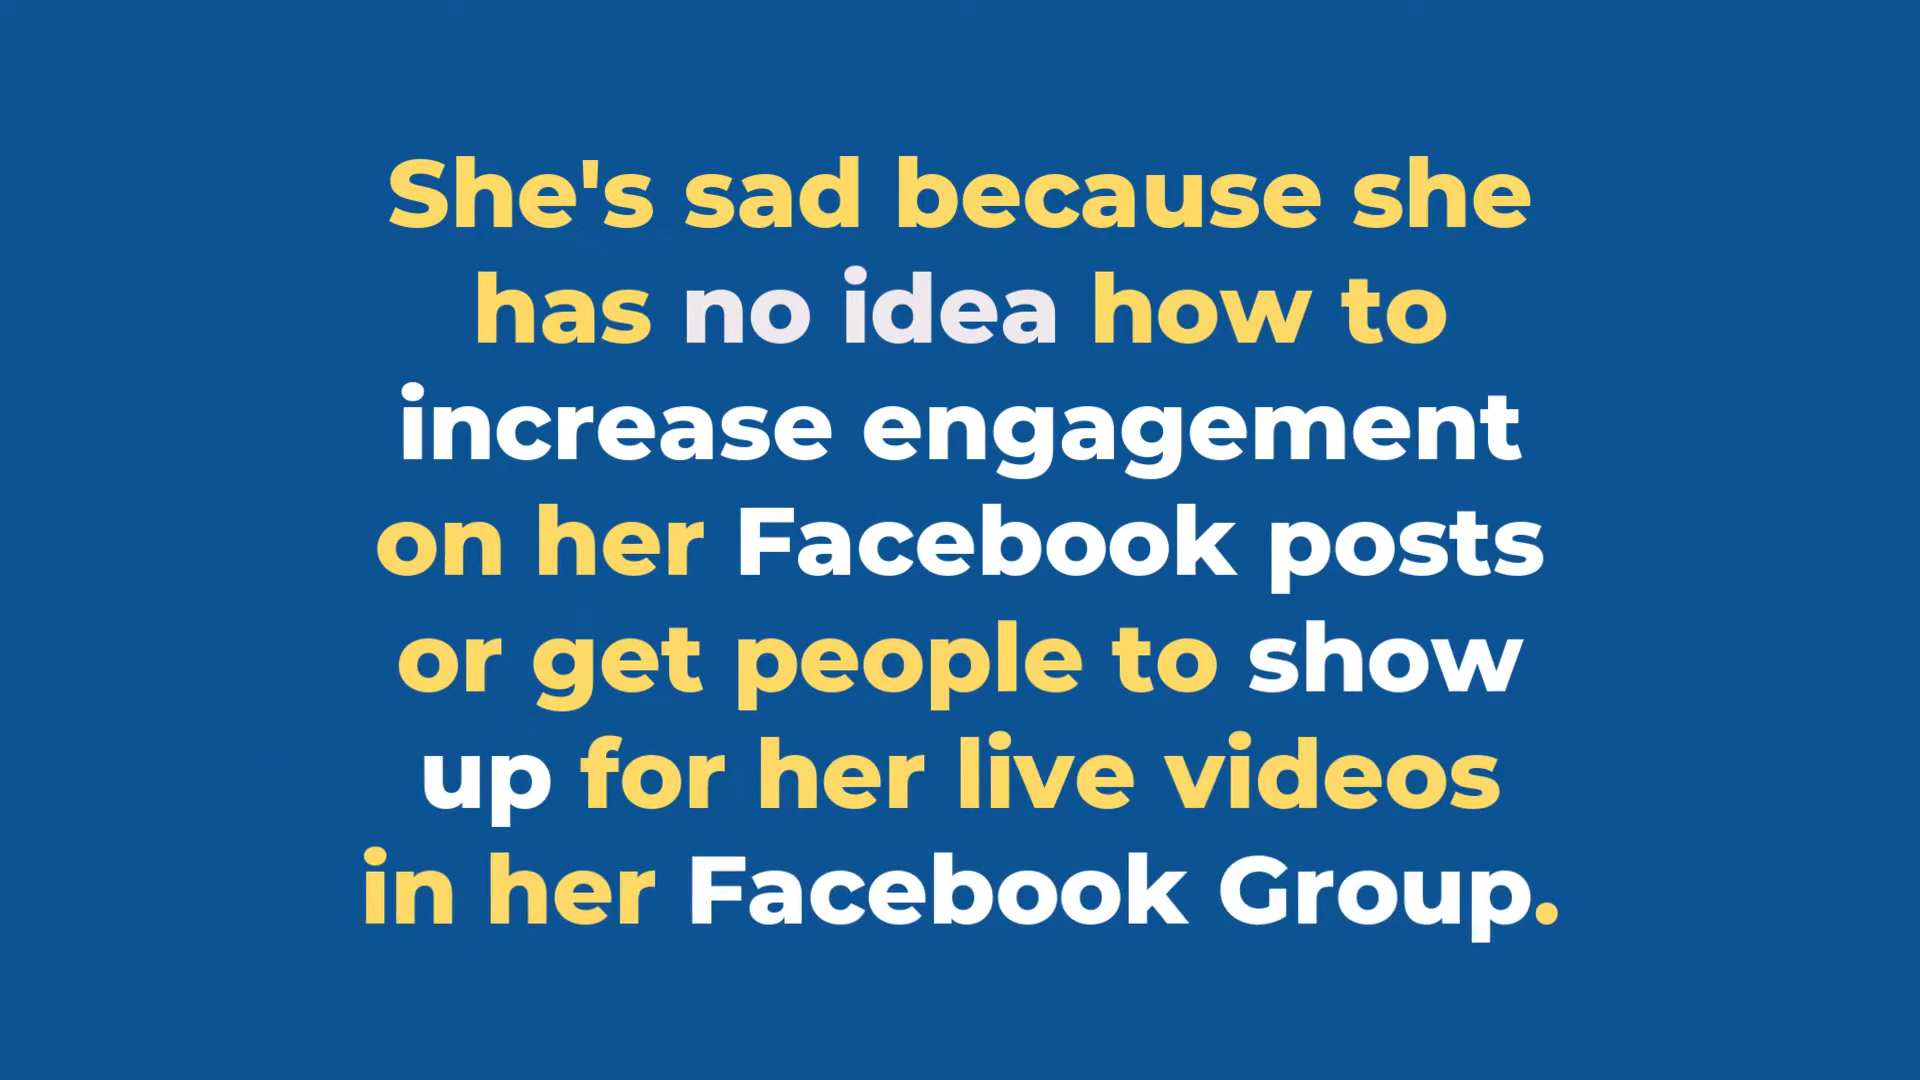 She's sad because she
has no idea how to
increase engagement
on her Facebook posts
or get people to show
up for her live videos
in her Facebook Group.